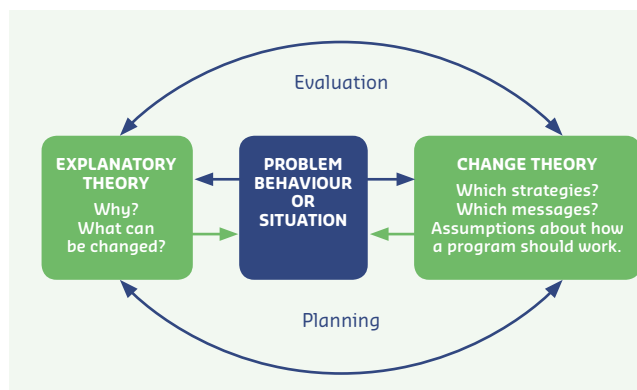 Evaluation
EXPLANATORY
THEORY
Why?
What can
be changed?
PROBLEM
BEHAVIOUR
OR
SITUATION
CHANGE THEORY
Which strategies?
Which messages?
Assumptions about how
a program should work.
Planning